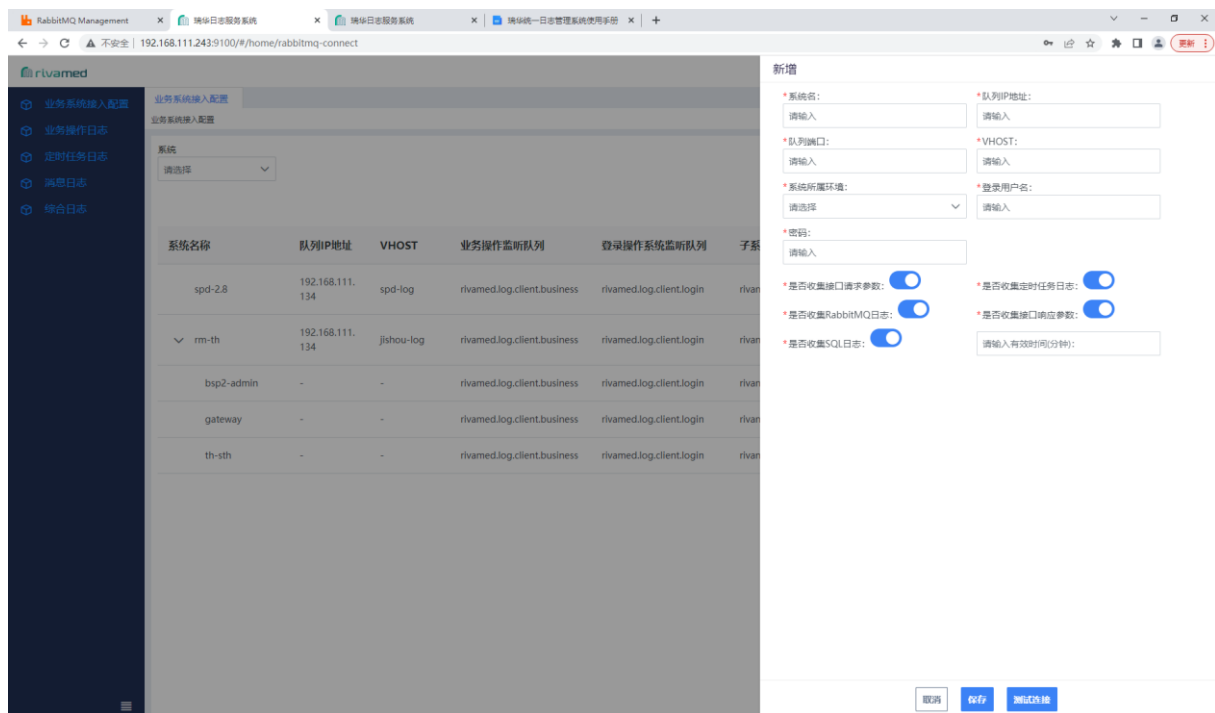 RabbitMQ Management
瑞华日志服务系统
瑞华日志服务系统
瑞华统一日志管理系统使用手册
不安全 192.168.111.243:9100/#/home/rabbitmq-connect
更新
rivamed
业务系统接入配置
业务操作日志
定时任务日志
消息日志
综合日志
业务系统接入配置
业务系统接入配置
系统
请选择
系统名称 队列IP地址 VHOST 业务操作监听队列 登录操作系统监听队列 子系
spd-2.8 192.168.111.134 spd-log rivamed.log.client.business rivamed.log.client.login rivan
rm-th 192.168.111.134 jishou-log rivamed.log.client.business rivamed.log.client.login rivan
bsp2-admin - - rivamed.log.client.business rivamed.log.client.login rivan
gateway - - rivamed.log.client.business rivamed.log.client.login rivan
th-sth - - rivamed.log.client.business rivamed.log.client.login rivan
新增
*系统名: *队列IP地址:
请输入 请输入
*队列端口: *VHOST:
请输入 请输入
*系统所属环境: *登录用户名:
请选择 请输入
*密码:
请输入
*是否收集接口请求参数: *是否收集定时任务日志:
*是否收集RabbitMQ日志: *是否收集接口响应参数:
*是否收集SQL日志: 请输入有效时间(分钟):
取消 保存 测试连接